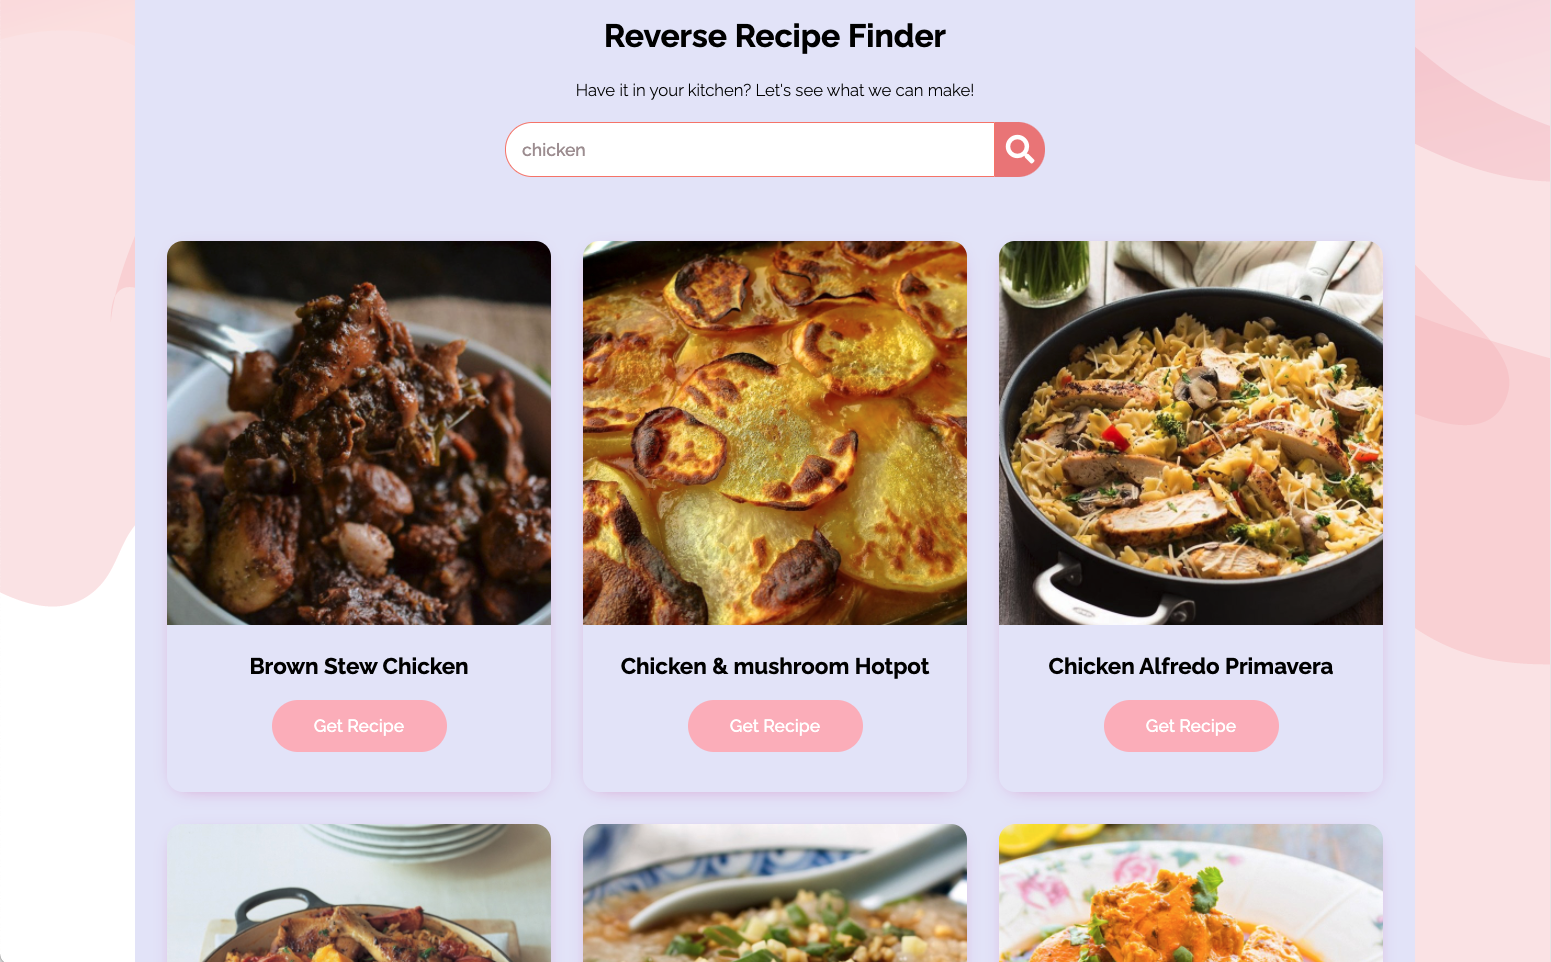 Reverse Recipe Finder
Have it in your kitchen? Let's see what we can make!
chicken
Brown Stew Chicken
Chicken & mushroom Hotpot
Chicken Alfredo Primavera
Get Recipe
Get Recipe
Get Recipe